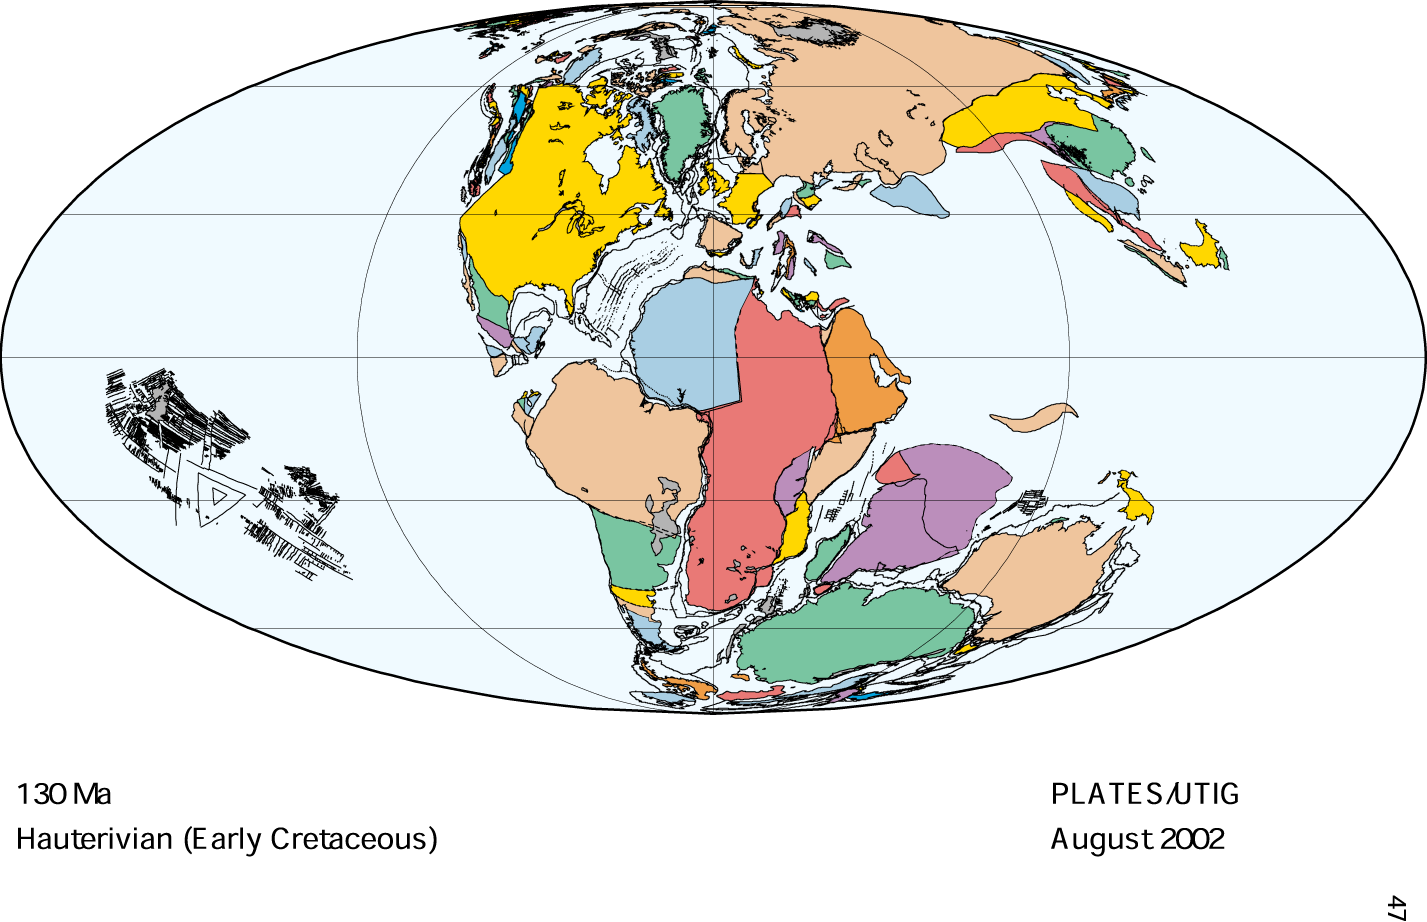 130 Ma
Hauterivian (Early Cretaceous)
PLATES/UTIG
August 2002
47